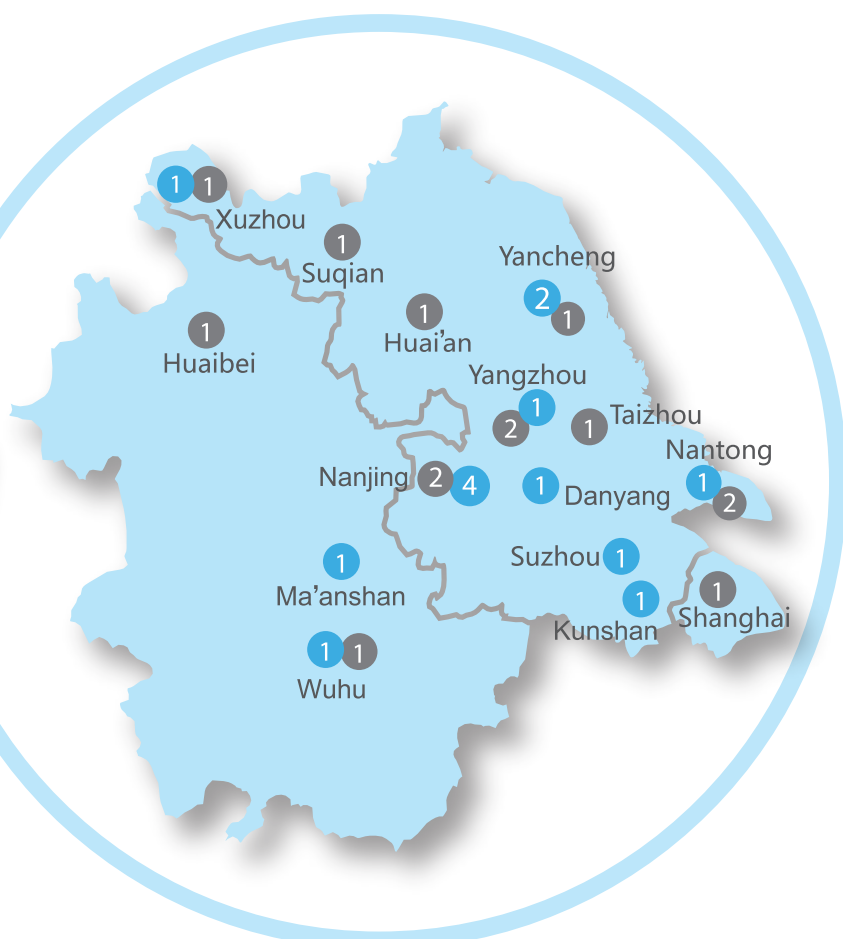 1 1
Xuzhou
1
Suqian
Yancheng
2
1
1
Huai'an
1
Huaibei
Yangzhou
1
2
1 Taizhou
Nantong
1
2
Nanjing 2 4
1 Danyang
Suzhou 1
1
Kunshan
1
Shanghai
1
Ma'anshan
1 1
Wuhu